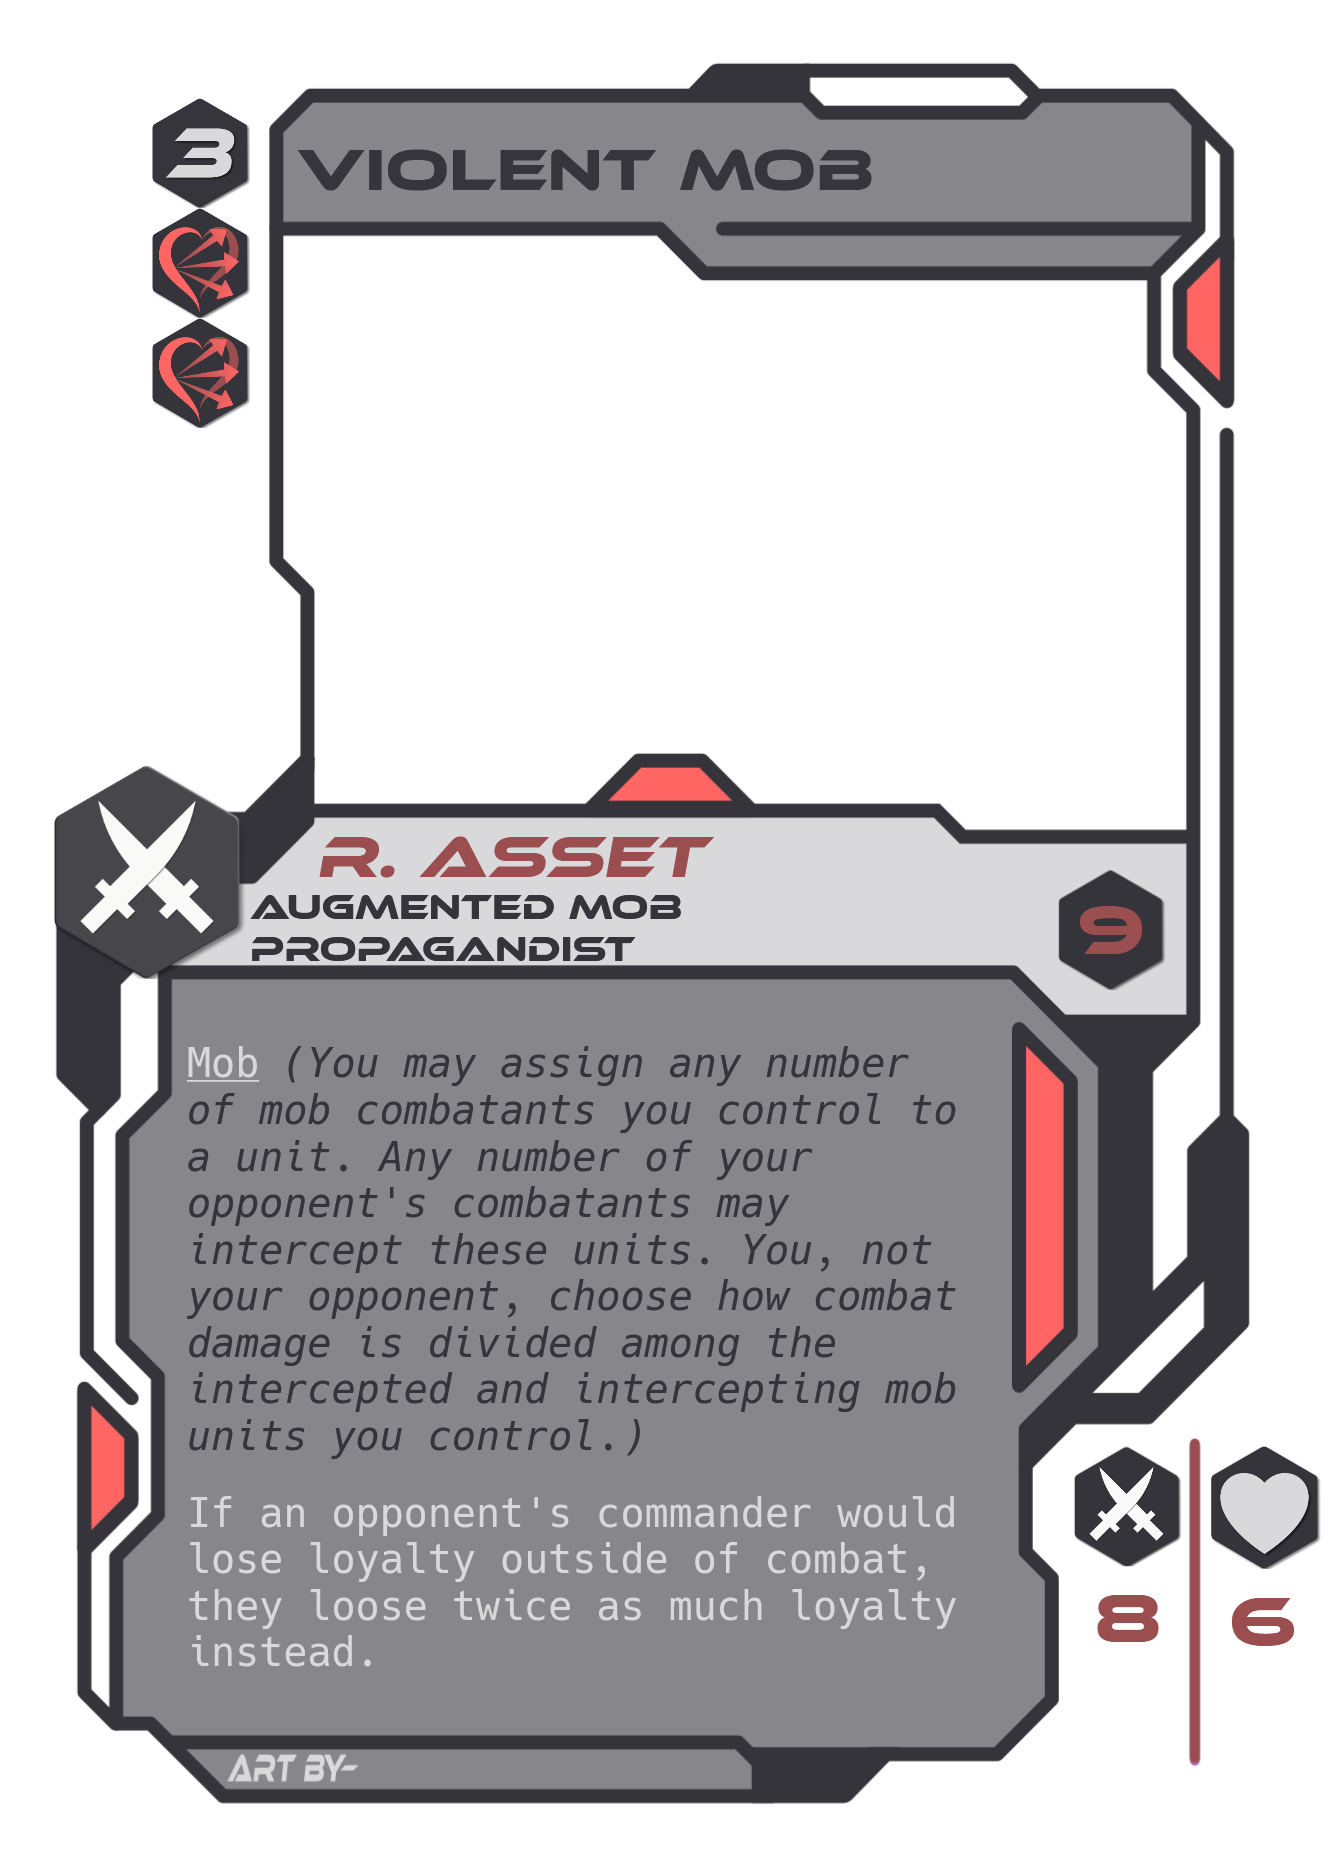 3
VIOLENT MOB
R. ASSET
AUGMENTED MOB
PROPAGANDIST
9
Mob (You may assign any number
of mob combatants you control to
a unit. Any number of your
opponent's combatants may
intercept these units. You, not
your opponent, choose how combat
damage is divided among the
intercepted and intercepting mob
units you control.)
If an opponent's commander would
lose loyalty outside of combat,
they loose twice as much loyalty
instead.
8
6
ART BY-